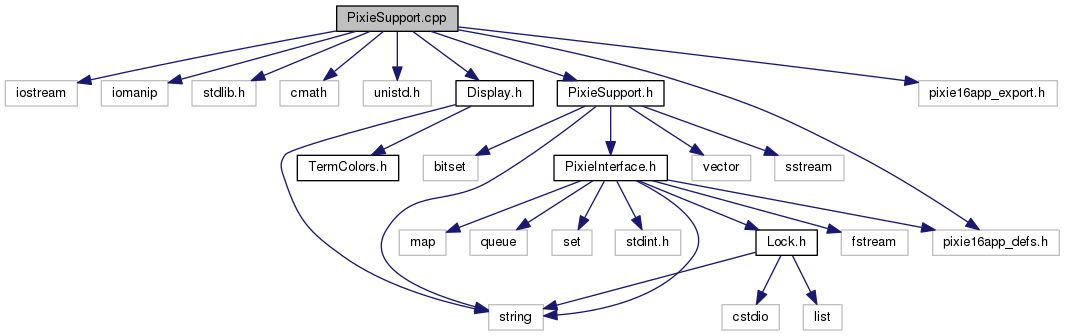 PixieSupport.cpp
iostream
iomanip
stdlib.h
cmath
unistd.h
Display.h
PixieSupport.h
pixie16app_export.h
TermColors.h
bitset
PixieInterface.h
vector
sstream
map
queue
set
stdint.h
Lock.h
fstream
pixie16app_defs.h
string
cstdio
list